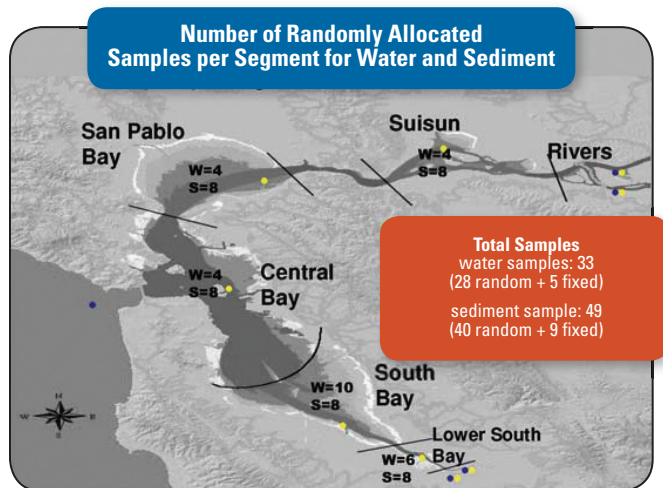 Number of Randomly Allocated
Samples per Segment for Water and Sediment
San Pablo
Bay
Suisun
Rivers
W=4
S=8
W=4
S=8
Total Samples
water samples: 33
(28 random + 5 fixed)
sediment sample: 49
(40 random + 9 fixed)
W=4
S=8
Central
Bay
W=10
S=8
South
Bay
Lower South
Bay
W=6
S=8
N
W
E
S